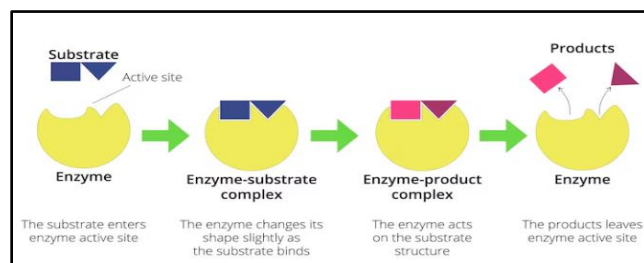 Substrate
Active site
Enzyme
The substrate enters
enzyme active site
Enzyme-substrate
complex
The enzyme changes its
shape slightly as
the substrate binds
Enzyme-product
complex
The enzyme acts
on the substrate
structure
Products
Enzyme
The products leaves
enzyme active site